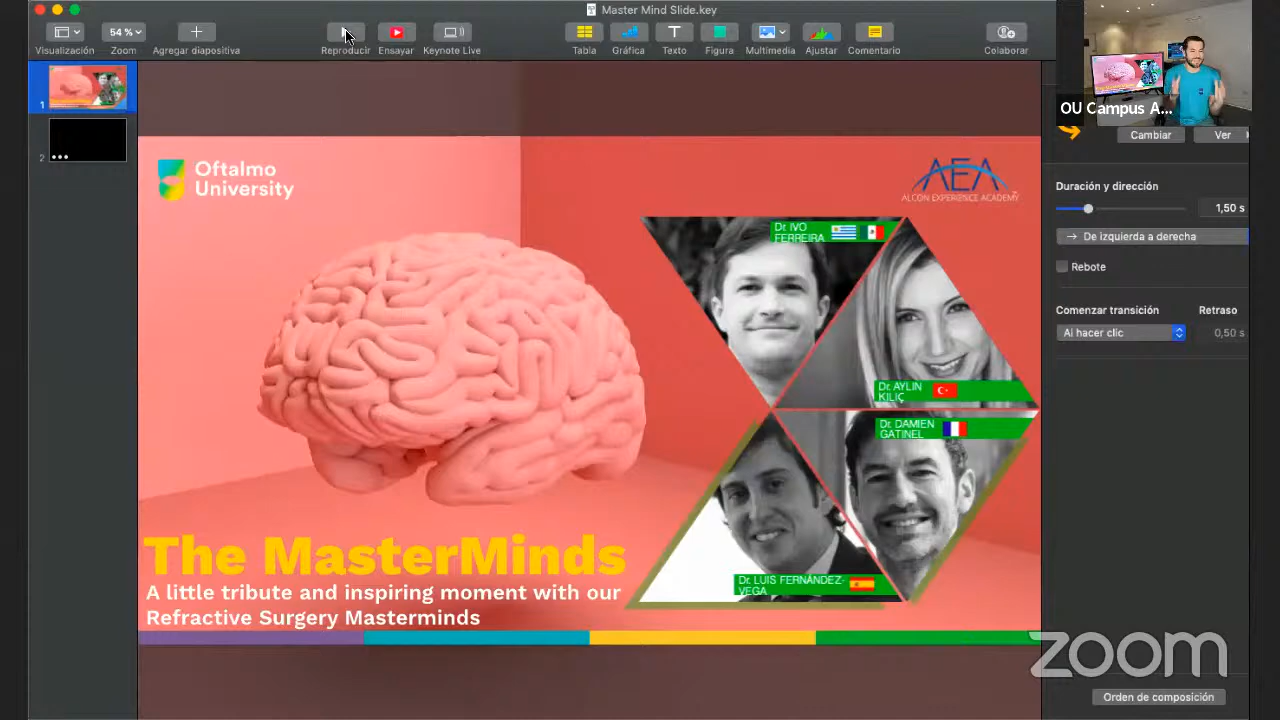 Master Mind Slide.key
54 %
Visualización
Zoom
Agregar diapositiva
Reproducir
Ensayar
Keynote Live
Tabla
Gráfica
Texto
Figura
Multimedia
Ajustar
Comentario
Colaborar
OU Campus A...
Cambiar
Ver
1
2
Duración y dirección
1,50 s
De izquierda a derecha
Rebote
Comenzar transición
Retraso
Al hacer clic
0,50 s
Orden de composición
Oftalmo
University
AEA
ALCON EXPERIENCE ACADEMY
Dr. IVO
FERREIRA
Dr. AYLIN
KILIÇ
Dr. DAMIEN
GATINEL
Dr. LUIS FERNÁNDEZ-
VEGA
The MasterMinds
A little tribute and inspiring moment with our
Refractive Surgery Masterminds
zoom